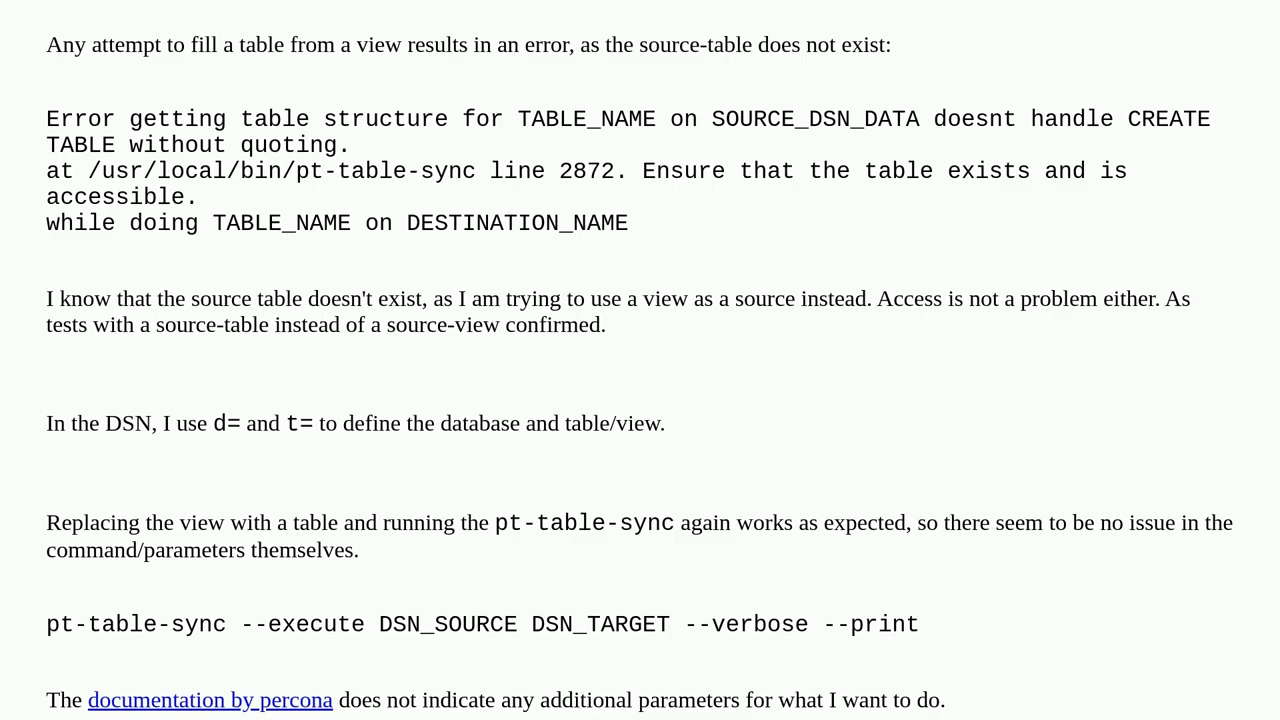 Any attempt to fill a table from a view results in an error, as the source-table does not exist:
Error getting table structure for TABLE_NAME on SOURCE_DSN_DATA doesnt handle CREATE
TABLE without quoting.
at /usr/local/bin/pt-table-sync line 2872. Ensure that the table exists and is
accessible.
while doing TABLE_NAME on DESTINATION_NAME
I know that the source table doesn't exist, as I am trying to use a view as a source instead. Access is not a problem either. As
tests with a source-table instead of a source-view confirmed.
In the DSN, I use d= and t= to define the database and table/view.
Replacing the view with a table and running the pt-table-sync again works as expected, so there seem to be no issue in the
command/parameters themselves.
pt-table-sync --execute DSN_SOURCE DSN_TARGET --verbose --print
The documentation by percona does not indicate any additional parameters for what I want to do.